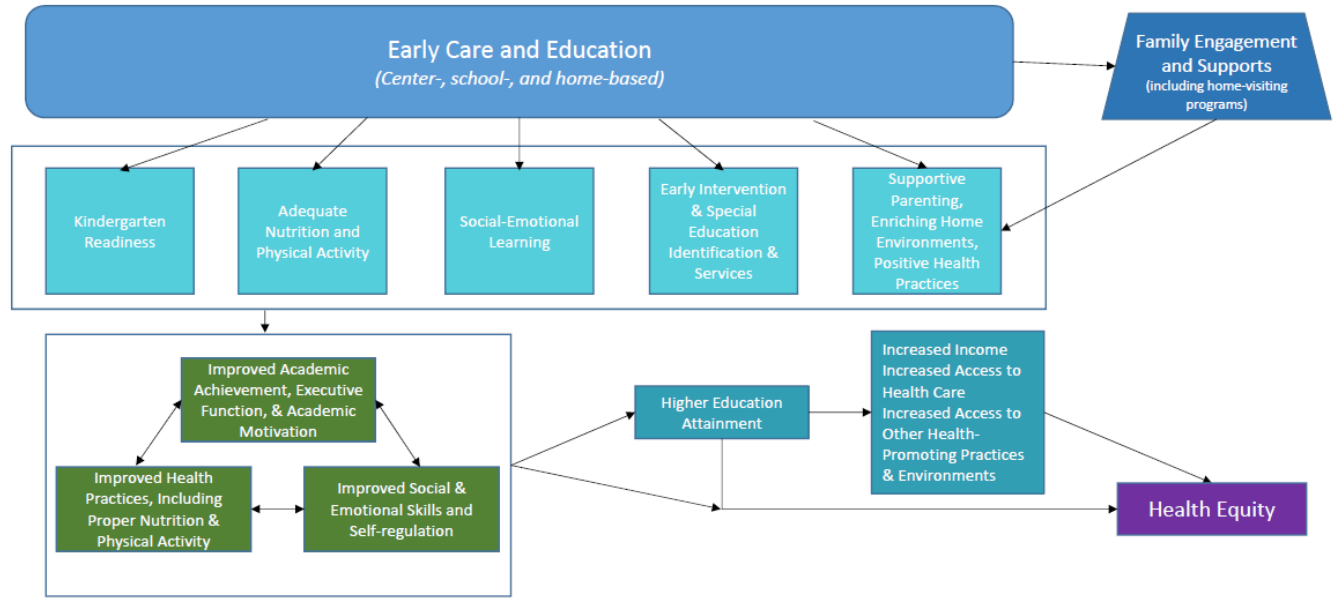 Early Care and Education
(Center-, school-, and home-based)
Family Engagement
and Supports
(including home-visiting
programs)
Kindergarten
Readiness
Adequate
Nutrition and
Physical Activity
Social-Emotional
Learning
Early Intervention
& Special
Education
Identification &
Services
Supportive
Parenting,
Enriching Home
Environments,
Positive Health
Practices
Improved Academic
Achievement, Executive
Function, & Academic
Motivation
Improved Health
Practices, Including
Proper Nutrition &
Physical Activity
Improved Social &
Emotional Skills and
Self-regulation
Higher Education
Attainment
Increased Income
Increased Access to
Health Care
Increased Access to
Other Health-
Promoting Practices
& Environments
Health Equity